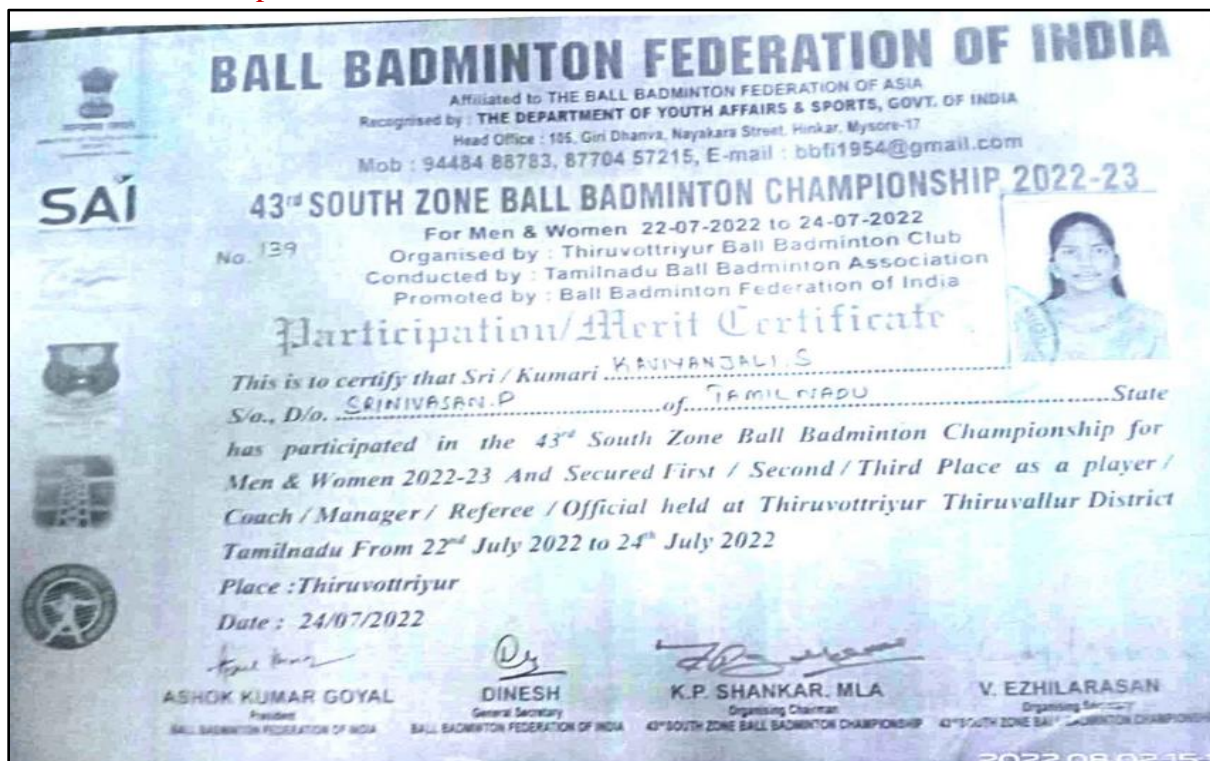 BALL BADMINTON FEDERATION OF INDIA
Affiliated to THE BALL BADMINTON FEDERATION OF ASIA
Recognised by : THE DEPARTMENT OF YOUTH AFFAIRS & SPORTS, GOVT. OF INDIA
Head Office : 105, Giri Dhanva, Nayakara Street, Hinkar, Mysore-17
Mob : 94484 88783, 87704 57215, E-mail : bbfi1954@gmail.com
SAI
43rd SOUTH ZONE BALL BADMINTON CHAMPIONSHIP 2022-23
For Men & Women 22-07-2022 to 24-07-2022
No. 139
Organised by : Thiruvottriyur Ball Badminton Club
Conducted by : Tamilnadu Ball Badminton Association
Promoted by : Ball Badminton Federation of India
Participation/Merit Certificate
This is to certify that Sri / Kumari KAVIYANJALI.S
S/o., D/o. SRINIVASAN.P of TAMILNADU State
has participated in the 43rd South Zone Ball Badminton Championship for
Men & Women 2022-23 And Secured First / Second / Third Place as a player /
Coach / Manager / Referee / Official held at Thiruvottriyur Thiruvallur District
Tamilnadu From 22nd July 2022 to 24th July 2022
Place :Thiruvottriyur
Date : 24/07/2022
ASHOK KUMAR GOYAL DINESH K.P. SHANKAR, MLA V. EZHILARASAN
President General Secretary Organising Chairman Organising Secretary
BALL BADMINTON FEDERATION OF INDIA BALL BADMINTON FEDERATION OF INDIA 43rd SOUTH ZONE BALL BADMINTON CHAMPIONSHIP 43rd SOUTH ZONE BALL BADMINTON CHAMPIONSHIP